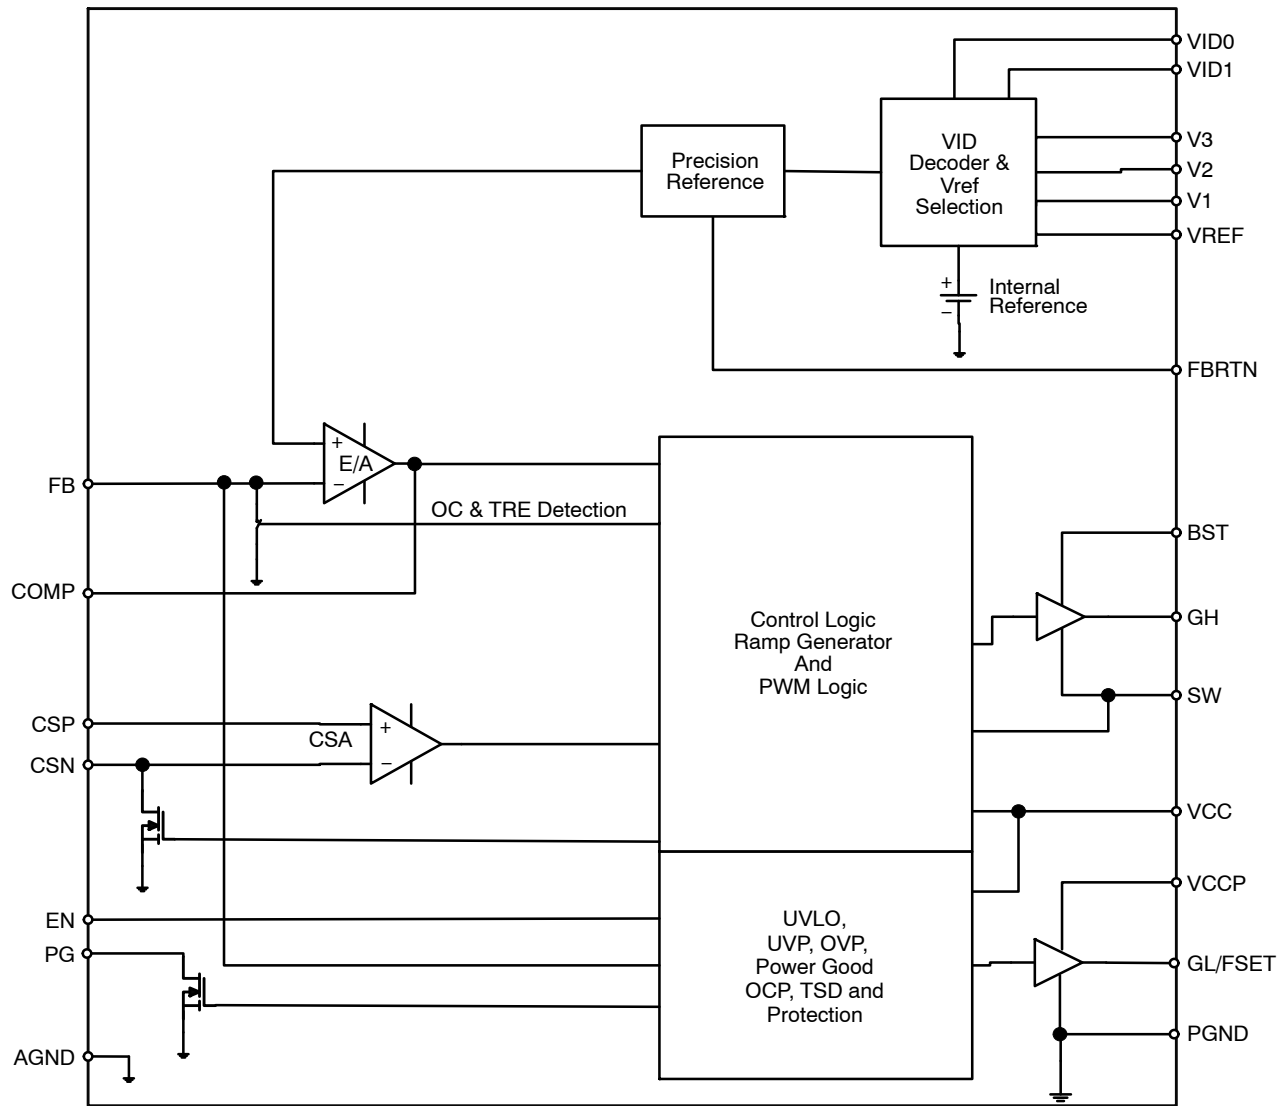 VID0
VID1
VID
Decoder &
Vref
Selection
Precision
Reference
V3
V2
V1
VREF
+
Internal
Reference
−
FBRTN
+
E/A
−
FB
OC & TRE Detection
BST
COMP
Control Logic
Ramp Generator
And
PWM Logic
GH
SW
CSP
+
CSA
−
CSN
VCC
VCCP
EN
UVLO,
UVP, OVP,
Power Good
OCP, TSD and
Protection
PG
GL/FSET
PGND
AGND